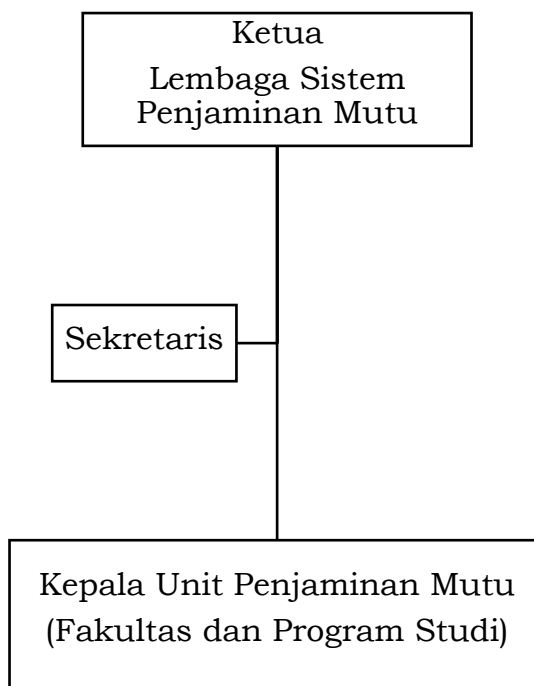 Ketua
Lembaga Sistem
Penjaminan Mutu
Sekretaris
Kepala Unit Penjaminan Mutu
(Fakultas dan Program Studi)